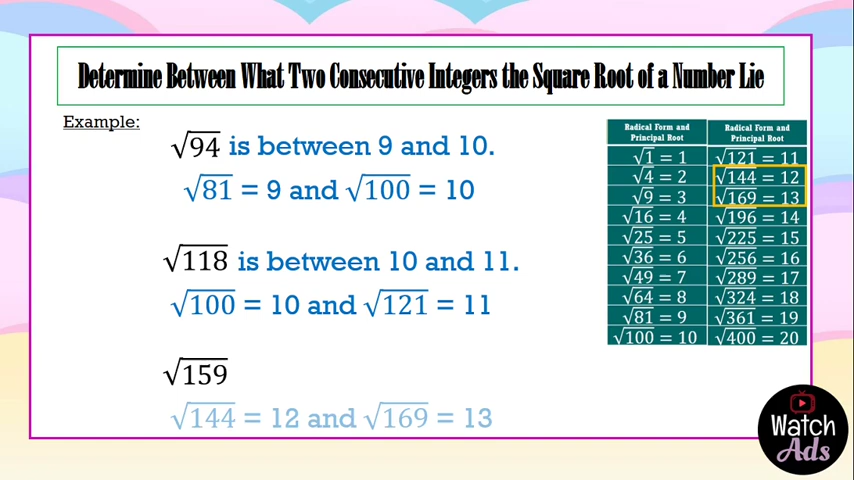 Determine Between What Two Consecutive Integers the Square Root of a Number Lie
Example:
√94 is between 9 and 10.
√81 = 9 and √100 = 10
√118 is between 10 and 11.
√100 = 10 and √121 = 11
√159
√144 = 12 and √169 = 13
Radical Form and Principal Root
√1 = 1
√4 = 2
√9 = 3
√16 = 4
√25 = 5
√36 = 6
√49 = 7
√64 = 8
√81 = 9
√100 = 10
Radical Form and Principal Root
√121 = 11
√144 = 12
√169 = 13
√196 = 14
√225 = 15
√256 = 16
√289 = 17
√324 = 18
√361 = 19
√400 = 20
Watch
Ads